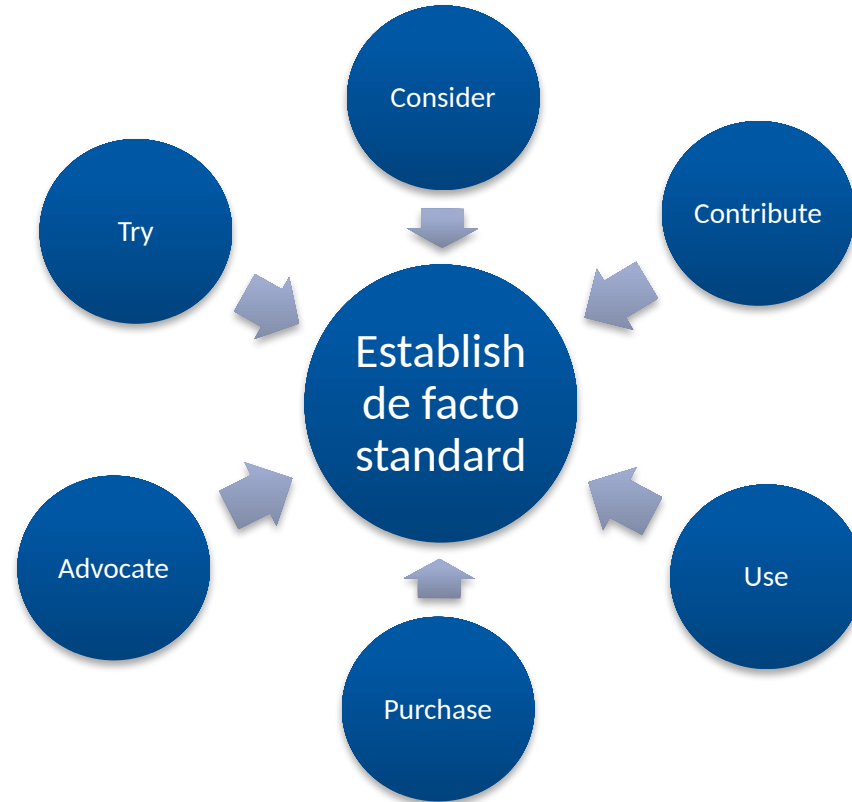 Consider
Contribute
Try
Establish
de facto
standard
Advocate
Use
Purchase